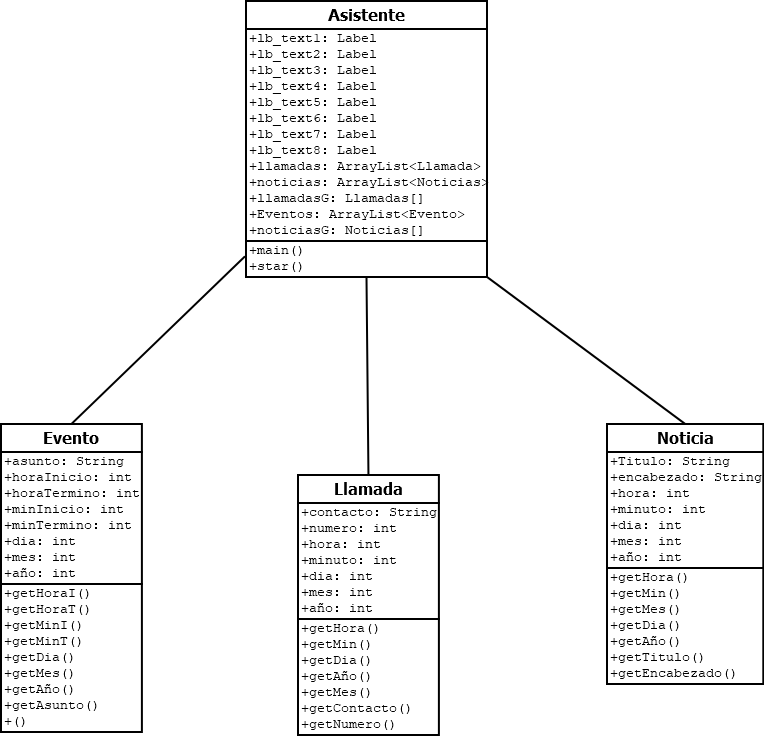 Asistente
+lb_text1: Label
+lb_text2: Label
+lb_text3: Label
+lb_text4: Label
+lb_text5: Label
+lb_text6: Label
+lb_text7: Label
+lb_text8: Label
+llamadas: ArrayList<Llamada>
+noticias: ArrayList<Noticias>
+llamadasG: Llamadas[]
+Eventos: ArrayList<Evento>
+noticiasG: Noticias[]
+main()
+star()
Evento
+asunto: String
+horaInicio: int
+horaTermino: int
+minInicio: int
+minTermino: int
+dia: int
+mes: int
+año: int
+getHoraI()
+getHoraT()
+getMinI()
+getMinT()
+getDia()
+getMes()
+getAño()
+getAsunto()
+()
Llamada
+contacto: String
+numero: int
+hora: int
+minuto: int
+dia: int
+mes: int
+año: int
+getHora()
+getMin()
+getDia()
+getAño()
+getMes()
+getContacto()
+getNumero()
Noticia
+Titulo: String
+encabezado: String
+hora: int
+minuto: int
+dia: int
+mes: int
+año: int
+getHora()
+getMin()
+getMes()
+getDia()
+getAño()
+getTitulo()
+getEncabezado()